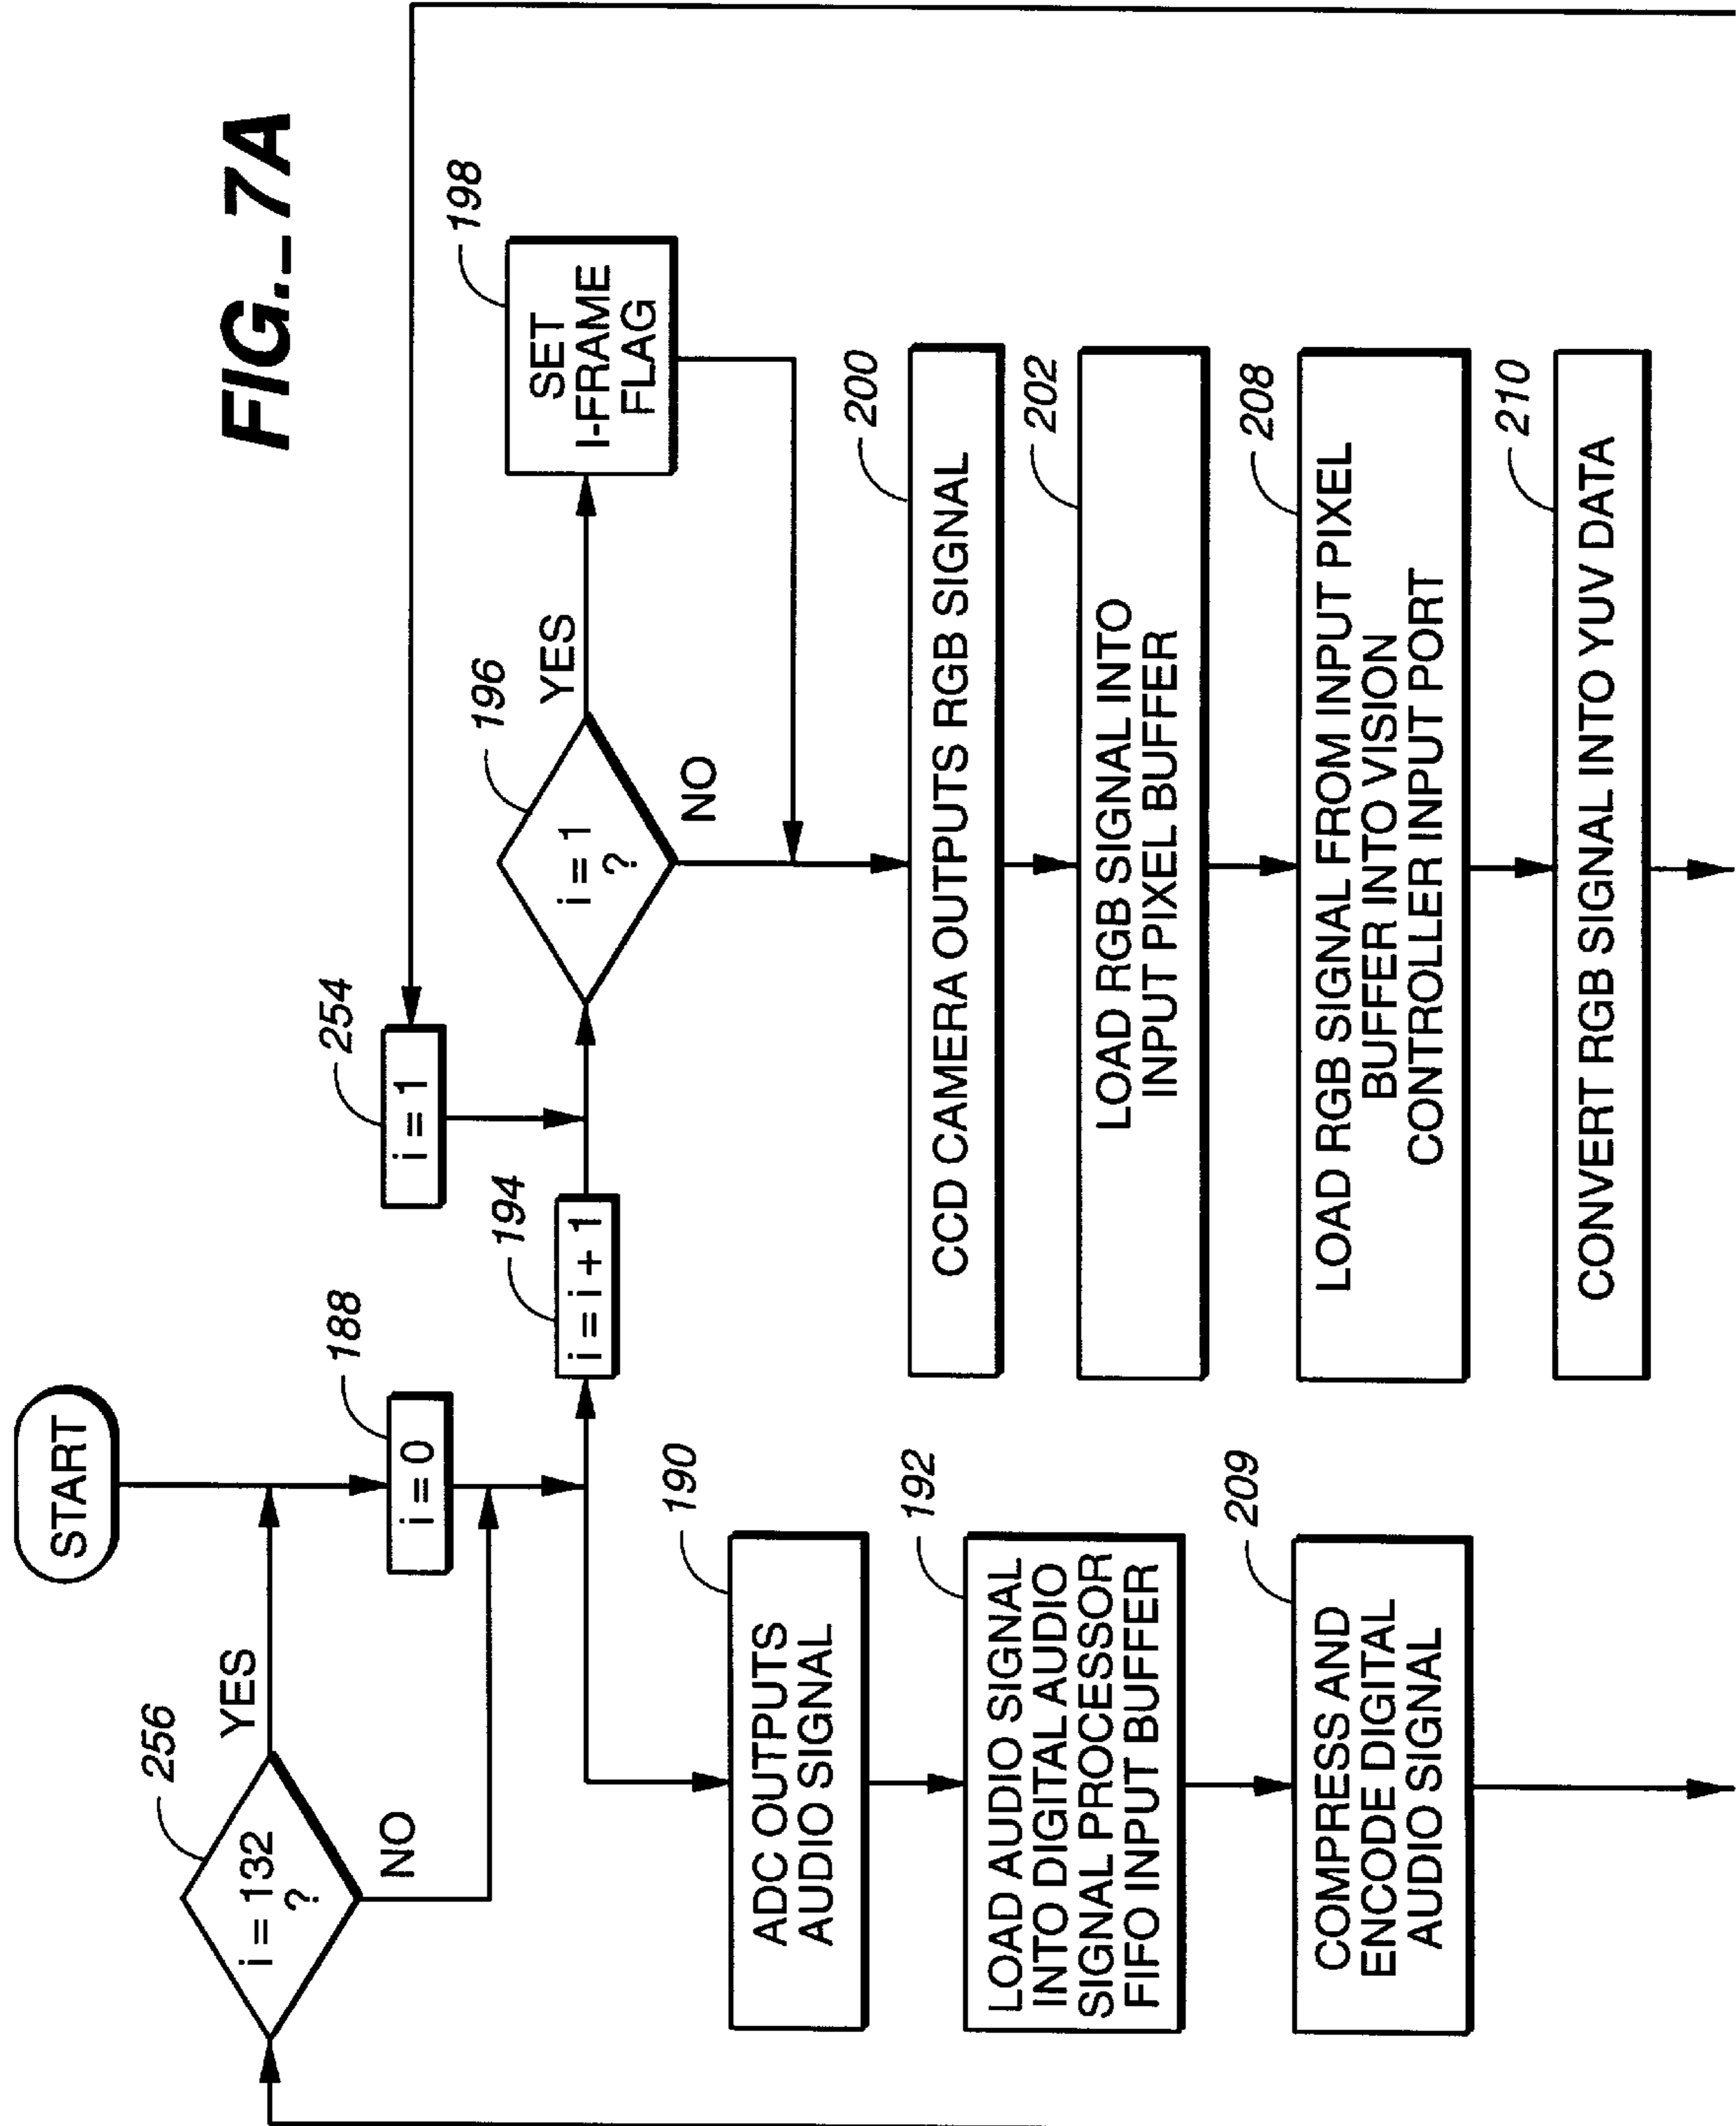 FIG._7A
START
256
i = 132
?
YES
NO
188
i = 0
254
i = 1
194
i = i + 1
196
i = 1
?
YES
NO
198
SET
I-FRAME
FLAG
190
ADC OUTPUTS
AUDIO SIGNAL
192
LOAD AUDIO SIGNAL
INTO DIGITAL AUDIO
SIGNAL PROCESSOR
FIFO INPUT BUFFER
209
COMPRESS AND
ENCODE DIGITAL
AUDIO SIGNAL
200
CCD CAMERA OUTPUTS RGB SIGNAL
202
LOAD RGB SIGNAL INTO
INPUT PIXEL BUFFER
208
LOAD RGB SIGNAL FROM INPUT PIXEL
BUFFER INTO VISION
CONTROLLER INPUT PORT
210
CONVERT RGB SIGNAL INTO YUV DATA